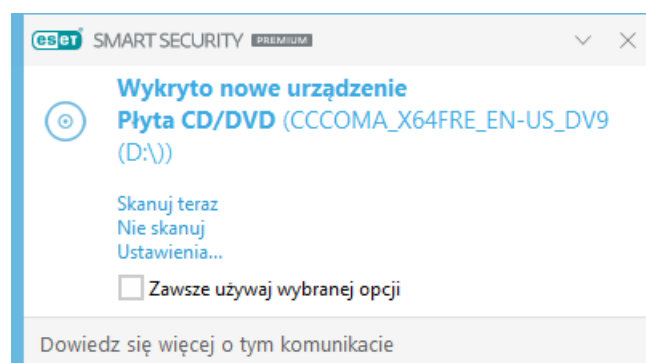 eset SMART SECURITY PREMIUM
Wykryto nowe urządzenie
Płyta CD/DVD (CCCOMA_X64FRE_EN-US_DV9
(D:\))
Skanuj teraz
Nie skanuj
Ustawienia...
Zawsze używaj wybranej opcji
Dowiedz się więcej o tym komunikacie